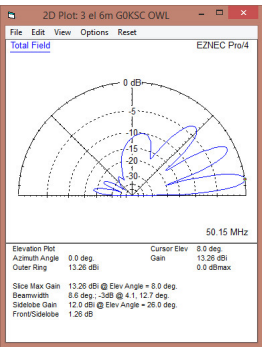 2D Plot: 3 el 6m G0KSC OWL
File Edit View Options Reset
Total Field
EZNEC Pro/4
0 dB
-5
-10
-15
-20
-30
50.15 MHz
Elevation Plot Cursor Elev 8.0 deg.
Azimuth Angle 0.0 deg. Gain 13.26 dBi
Outer Ring 13.26 dBi 0.0 dBmax
Slice Max Gain 13.26 dBi @ Elev Angle = 8.0 deg.
Beamwidth 8.6 deg.; -3dB @ 4.1, 12.7 deg.
Sidelobe Gain 12.0 dBi @ Elev Angle = 26.0 deg.
Front/Sidelobe 1.26 dB